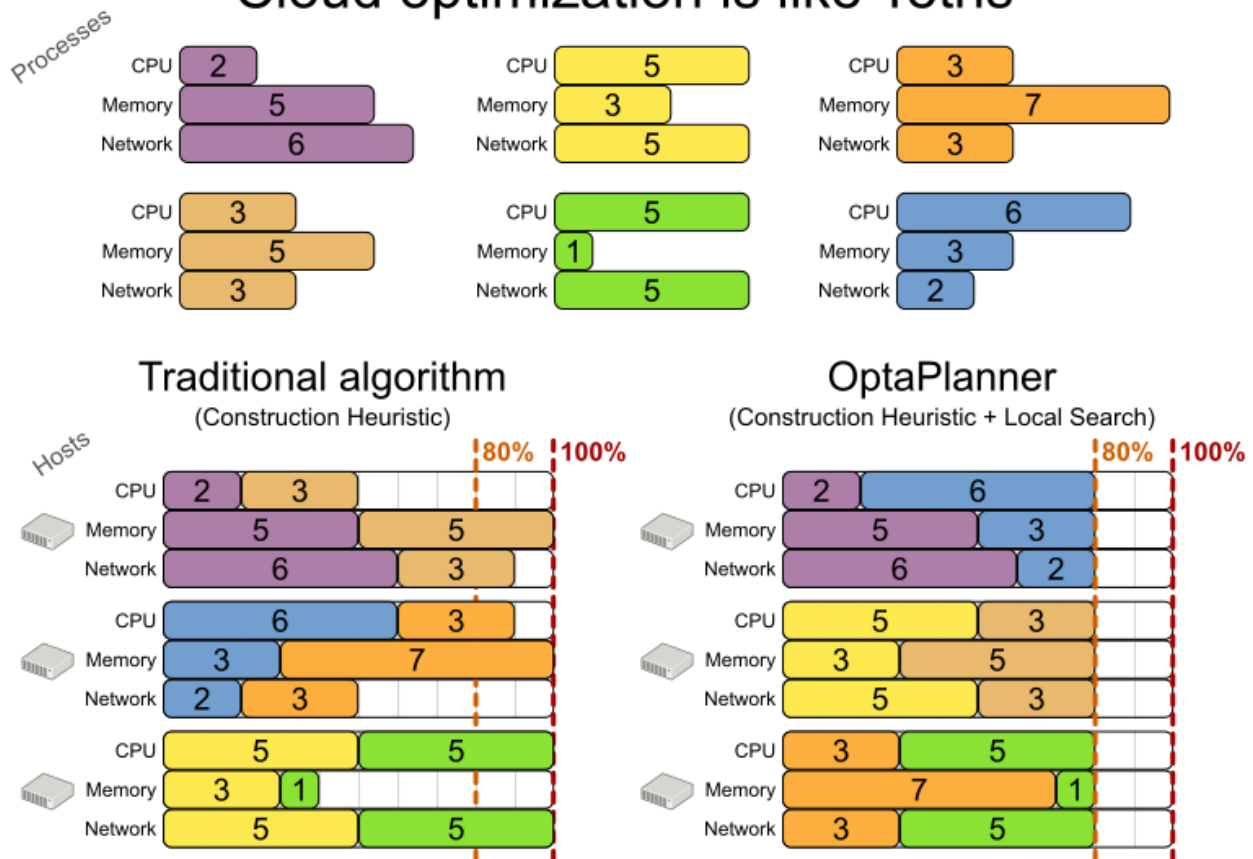 Cloud optimization is like Tetris
Processes
CPU 2
Memory 5
Network 6
CPU 5
Memory 3
Network 5
CPU 3
Memory 7
Network 3
CPU 3
Memory 5
Network 3
CPU 5
Memory 1
Network 5
CPU 6
Memory 3
Network 2
Traditional algorithm
(Construction Heuristic)
Hosts
80% 100%
CPU 2 3
Memory 5 5
Network 6 3
CPU 6 3
Memory 3 7
Network 2 3
CPU 5 5
Memory 3 1
Network 5 5
OptaPlanner
(Construction Heuristic + Local Search)
80% 100%
CPU 2 6
Memory 5 3
Network 6 2
CPU 5 3
Memory 3 5
Network 5 3
CPU 3 5
Memory 7 1
Network 3 5